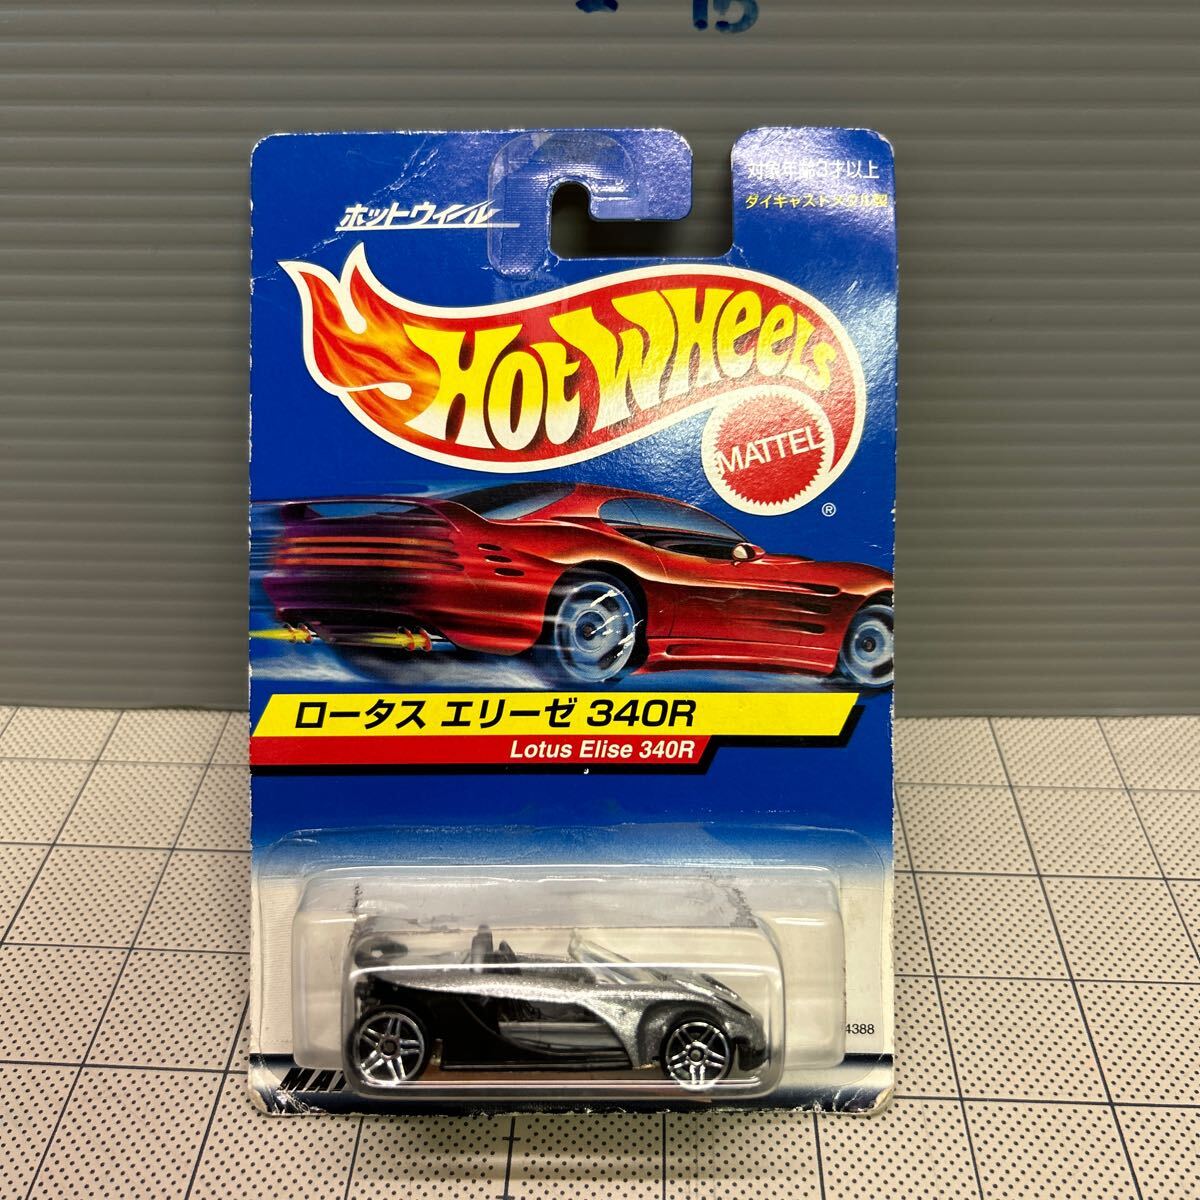 15
対象年齢3才以上
ダイキャストメタル製
ホットウィール
HOT WHEELS
MATTEL
®
ロータス エリーゼ 340R
Lotus Elise 340R
4388
MAT